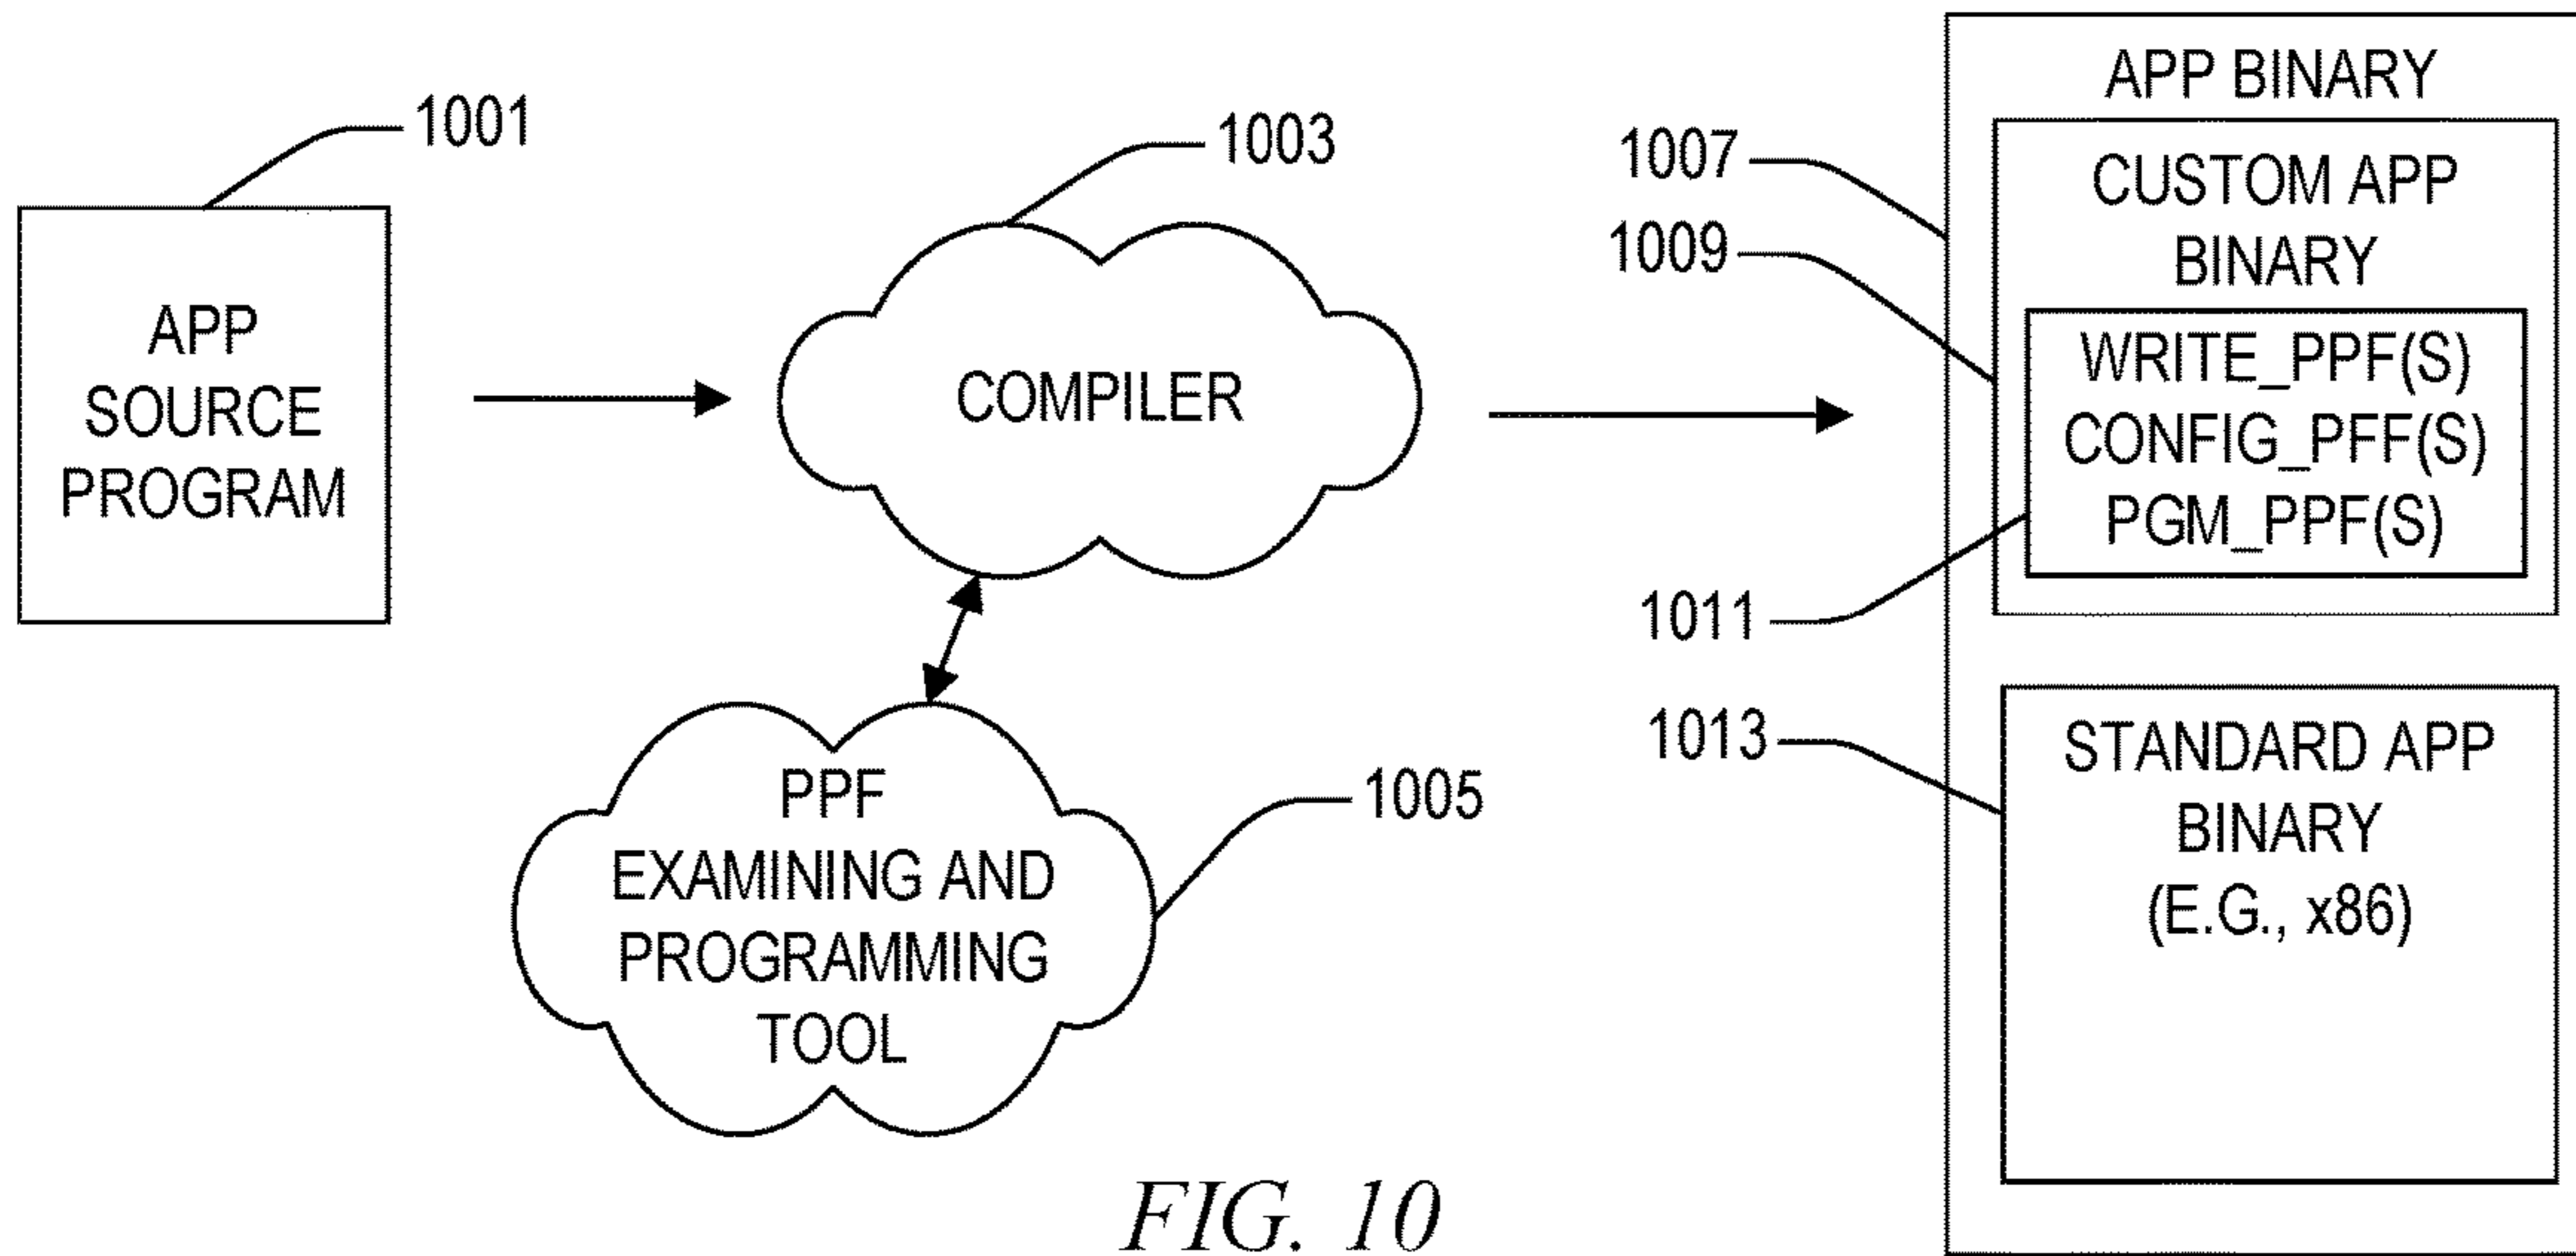 1001
APP
SOURCE
PROGRAM
1003
COMPILER
PPF
EXAMINING AND
PROGRAMMING
TOOL
1005
1007
1009
1011
1013
APP BINARY
CUSTOM APP
BINARY
WRITE_PPF(S)
CONFIG_PFF(S)
PGM_PPF(S)
STANDARD APP
BINARY
(E.G., x86)
FIG. 10